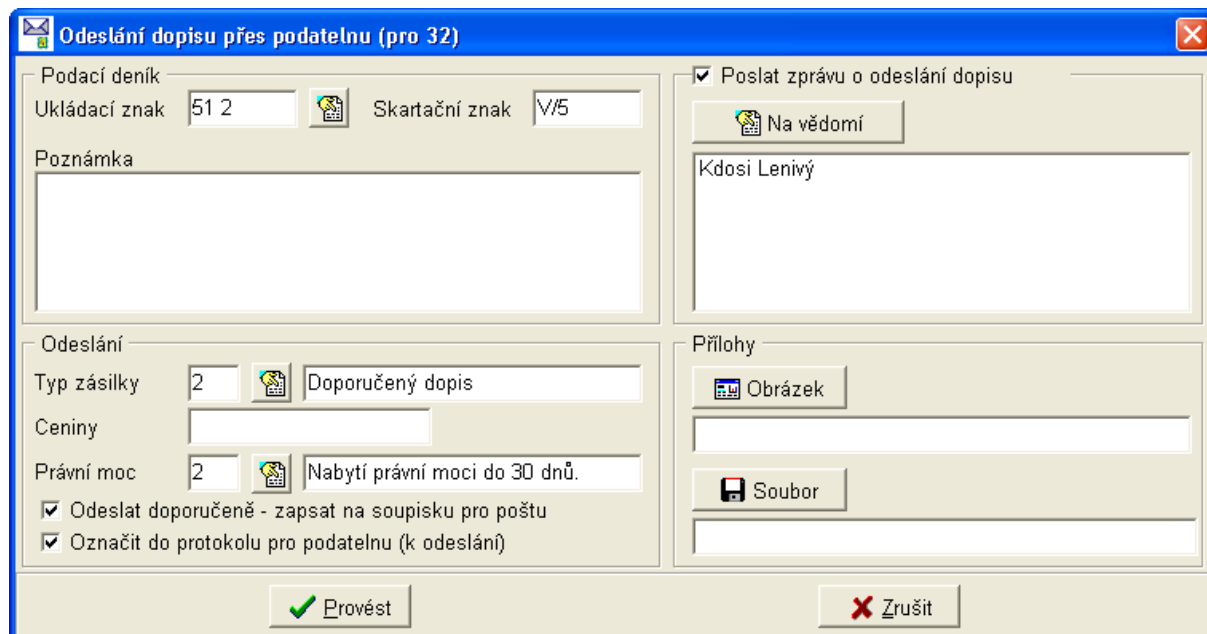 Odeslání dopisu přes podatelnu (pro 32)
Podací deník
Ukládací znak 51 2 Skartační znak V/5
Poznámka
Poslat zprávu o odeslání dopisu
Na vědomí
Kdosi Lenivý
Odeslání
Typ zásilky 2 Doporučený dopis
Ceniny
Právní moc 2 Nabytí právní moci do 30 dnů.
Odeslat doporučeně - zapsat na soupisku pro poštu
Označit do protokolu pro podatelnu (k odeslání)
Přílohy
Obrázek
Soubor
Provést Zrušit